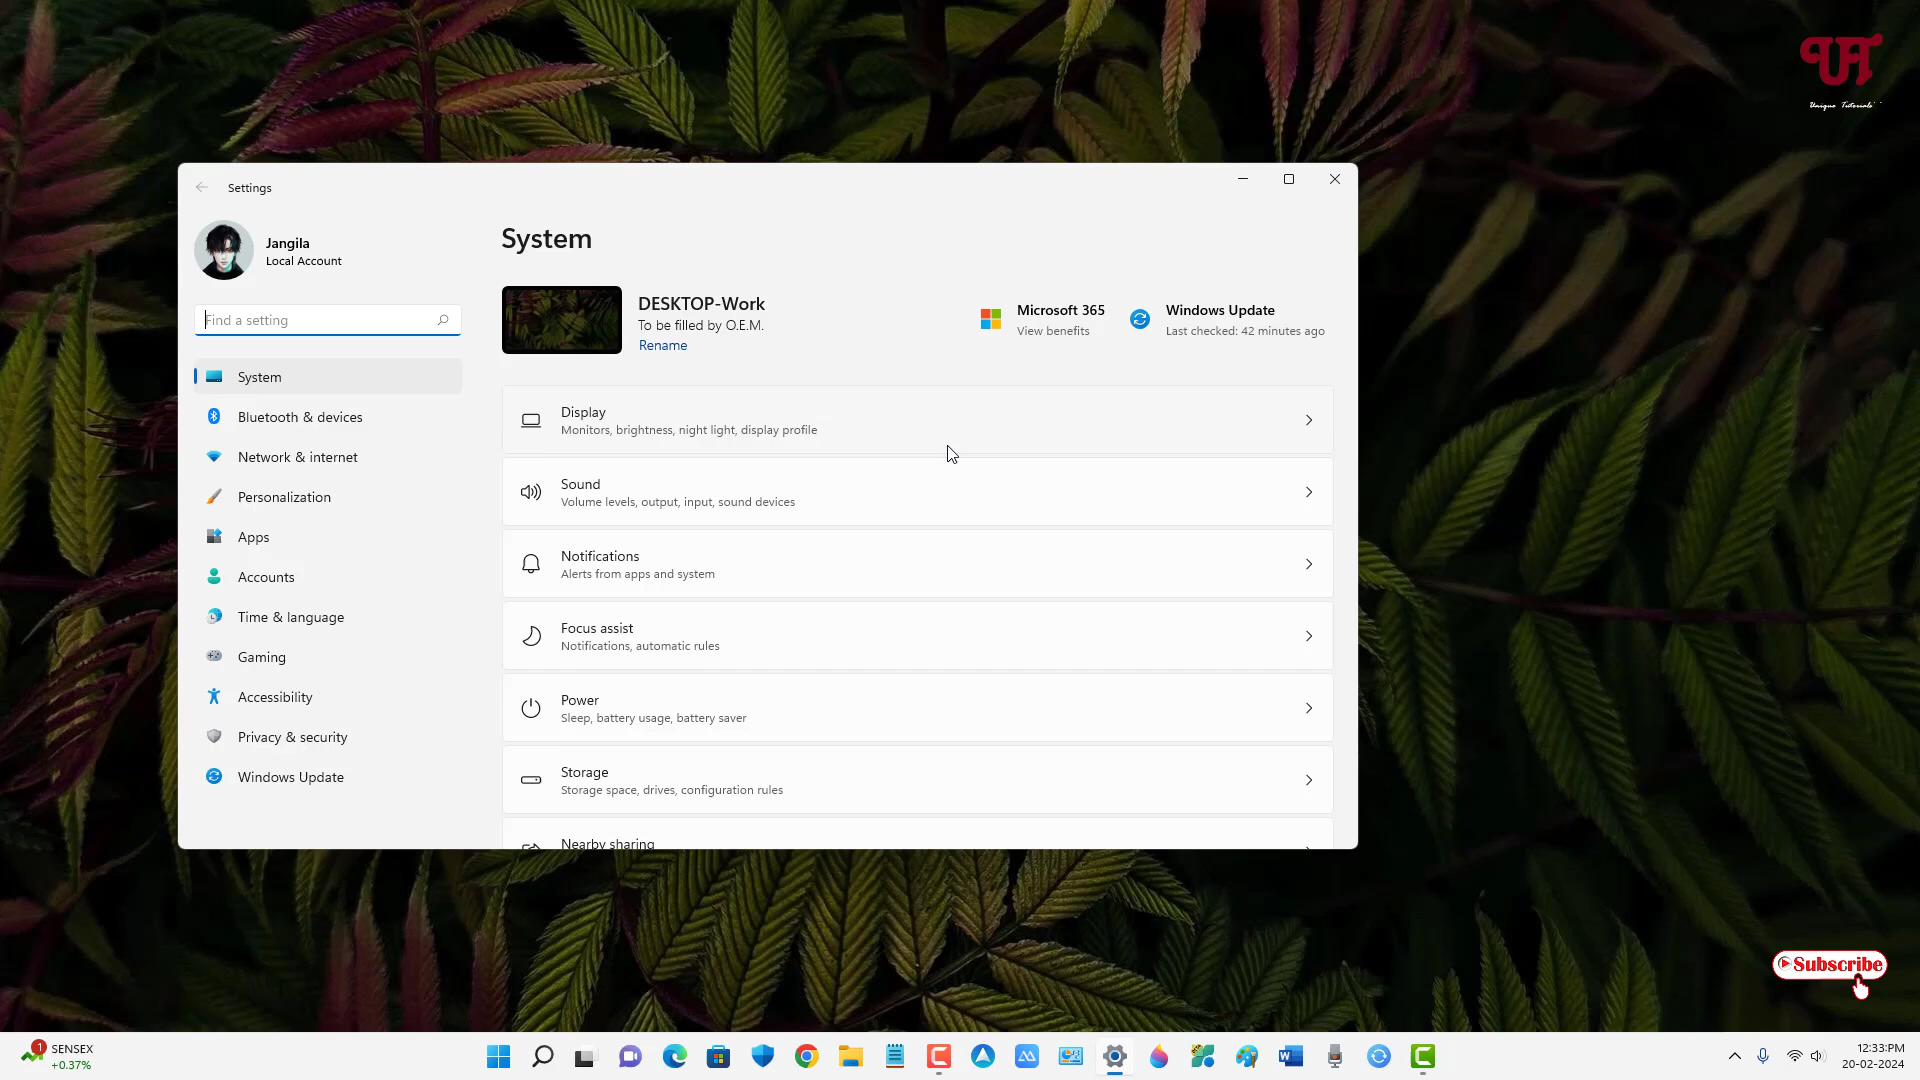 UT
Unique Tutorials
Settings
Jangila
Local Account
Find a setting
System
Bluetooth & devices
Network & internet
Personalization
Apps
Accounts
Time & language
Gaming
Accessibility
Privacy & security
Windows Update
System
DESKTOP-Work
To be filled by O.E.M.
Rename
Microsoft 365
View benefits
Windows Update
Last checked: 42 minutes ago
Display
Monitors, brightness, night light, display profile
Sound
Volume levels, output, input, sound devices
Notifications
Alerts from apps and system
Focus assist
Notifications, automatic rules
Power
Sleep, battery usage, battery saver
Storage
Storage space, drives, configuration rules
Nearby sharing
Subscribe
1
SENSEX
+0.37%
12:33:PM
20-02-2024